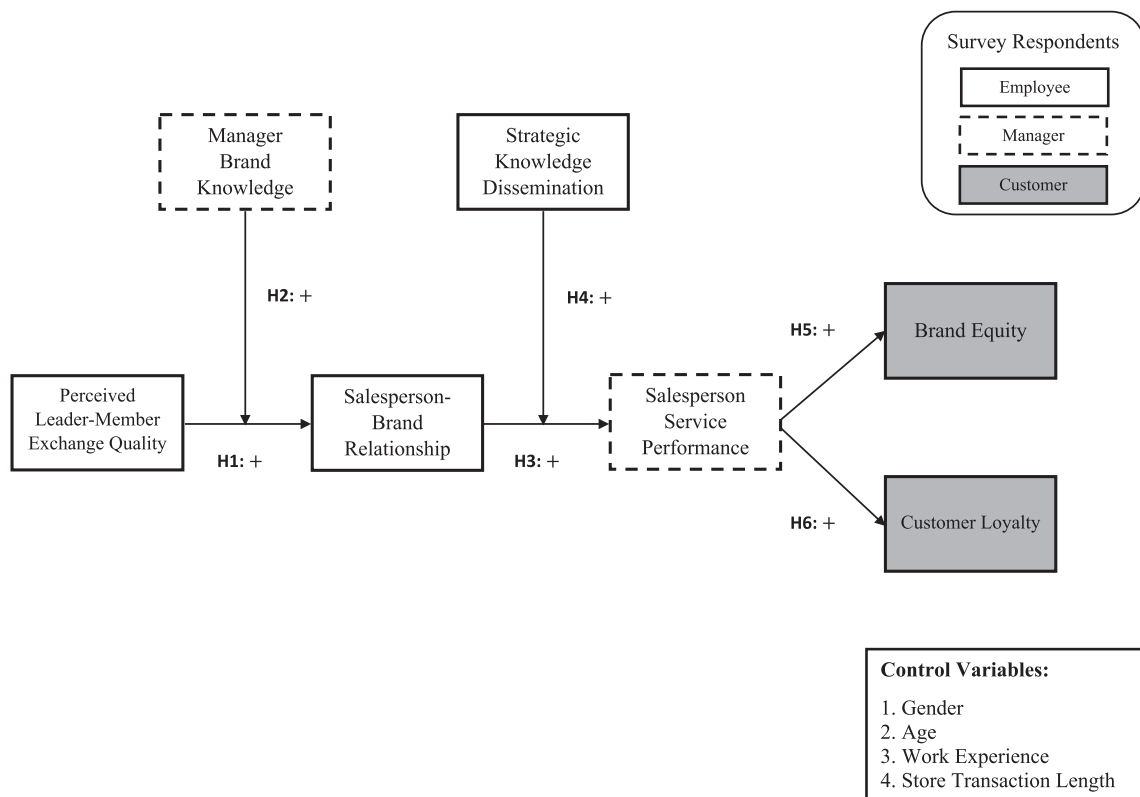 Survey Respondents
Employee
Manager
Customer
Manager
Brand
Knowledge
Strategic
Knowledge
Dissemination
H2: +
H4: +
H5: +
Brand Equity
Perceived
Leader-Member
Exchange Quality
Salesperson-
Brand
Relationship
Salesperson
Service
Performance
H1: +
H3: +
H6: +
Customer Loyalty
Control Variables:
1. Gender
2. Age
3. Work Experience
4. Store Transaction Length